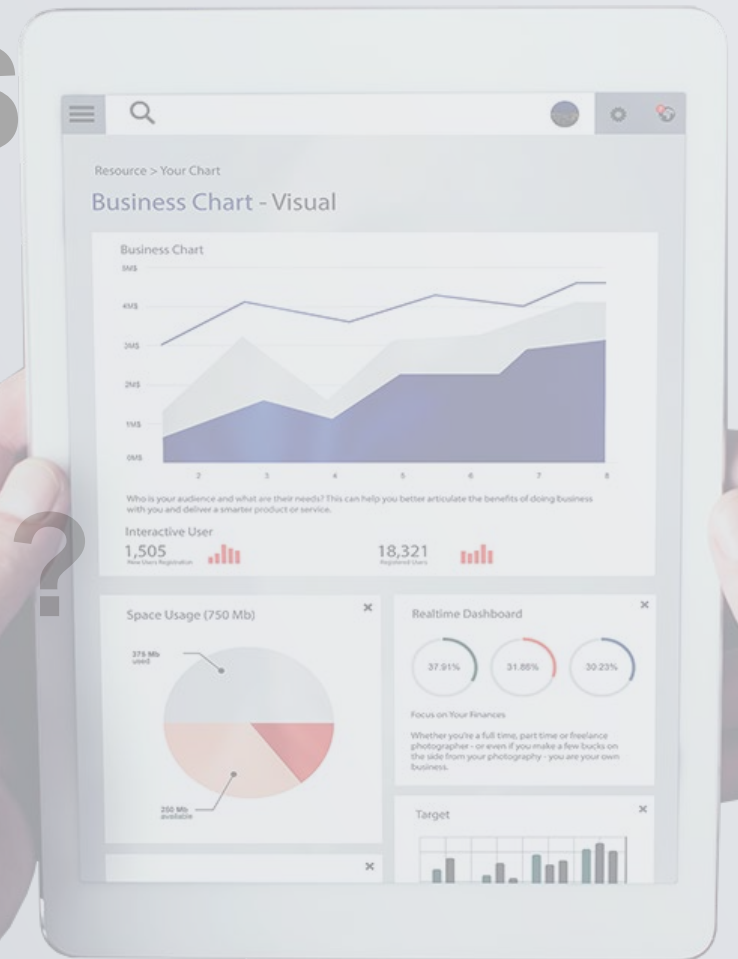 S
Resource > Your Chart
Business Chart - Visual
Business Chart
5M$
4M$
3M$
2M$
1M$
0M$
2 3 4 5 6 7 8
Who is your audience and what are their needs? This can help you better articulate the benefits of doing business
with you and deliver a smarter product or service.
Interactive User
1,505
New Users Registration
18,321
Registered Users
?
Space Usage (750 Mb)
375 Mb
used
250 Mb
available
Realtime Dashboard
37.91% 31.86% 30.23%
Focus on Your Finances
Whether you're a full time, part time or freelance
photographer - or even if you make a few bucks on
the side from your photography - you are your own
business.
Target